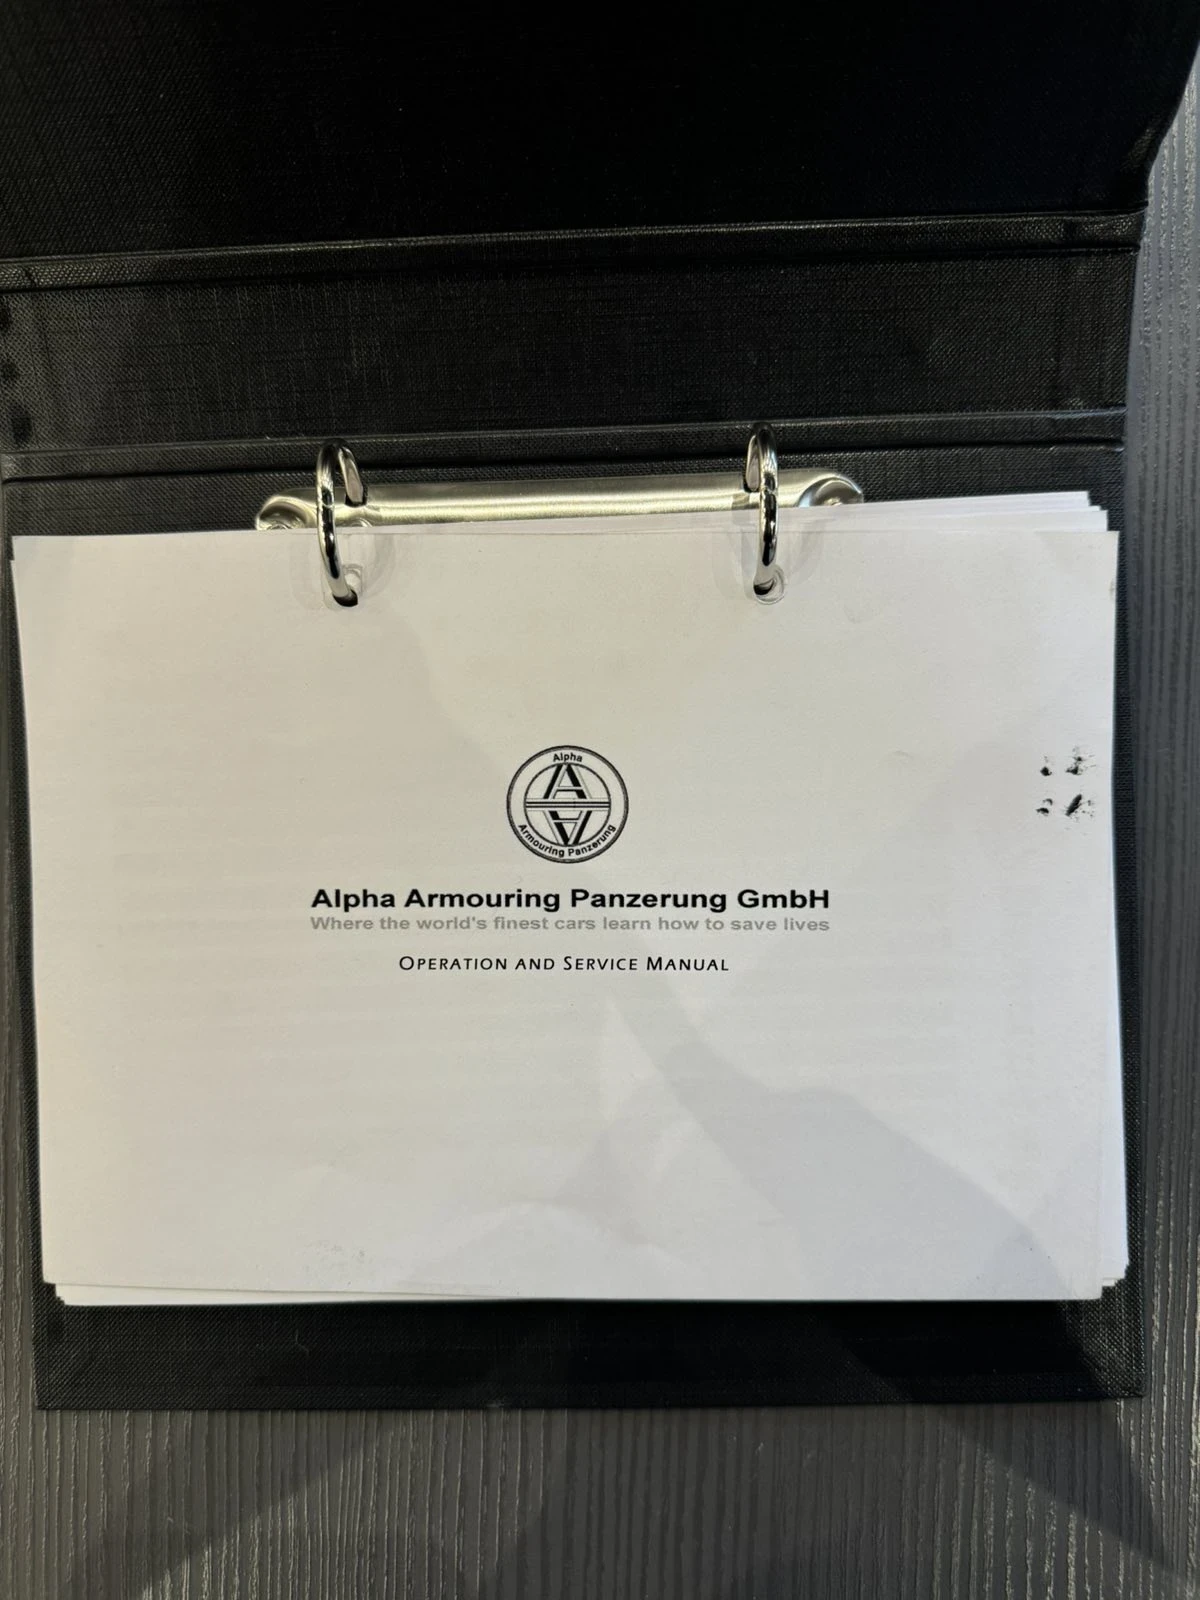 Alpha
Armouring Panzerung
Alpha Armouring Panzerung GmbH
Where the world's finest cars learn how to save lives
OPERATION AND SERVICE MANUAL